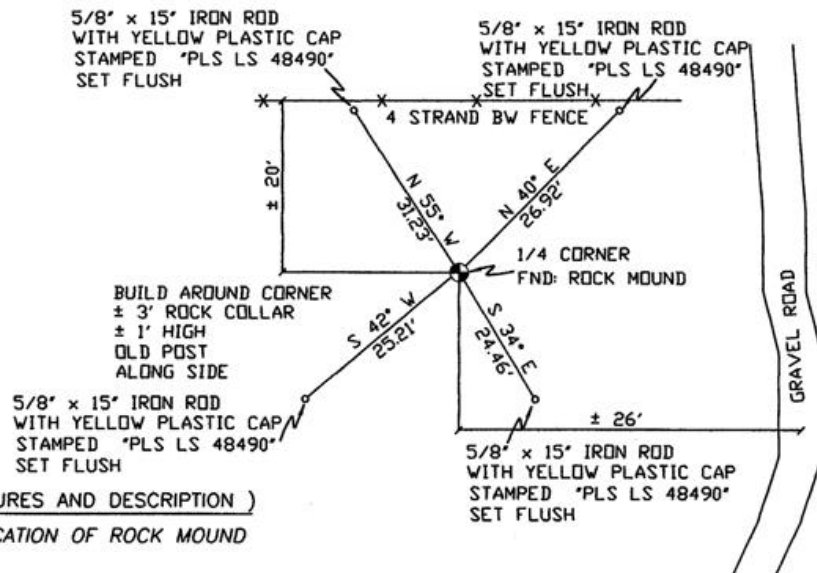 5/8" x 15" IRON ROD
WITH YELLOW PLASTIC CAP
STAMPED "PLS LS 48490"
SET FLUSH
5/8" x 15" IRON ROD
WITH YELLOW PLASTIC CAP
STAMPED "PLS LS 48490"
SET FLUSH
4 STRAND BW FENCE
± 20'
N 55° W
31.23'
N 40° E
26.92'
1/4 CORNER
FND: ROCK MOUND
BUILD AROUND CORNER
± 3' ROCK COLLAR
± 1' HIGH
OLD POST
ALONG SIDE
S 42° W
25.21'
S 34° E
24.46'
GRAVEL ROAD
± 26'
5/8" x 15" IRON ROD
WITH YELLOW PLASTIC CAP
STAMPED "PLS LS 48490"
SET FLUSH
5/8" x 15" IRON ROD
WITH YELLOW PLASTIC CAP
STAMPED "PLS LS 48490"
SET FLUSH
URES AND DESCRIPTION )
CATION OF ROCK MOUND